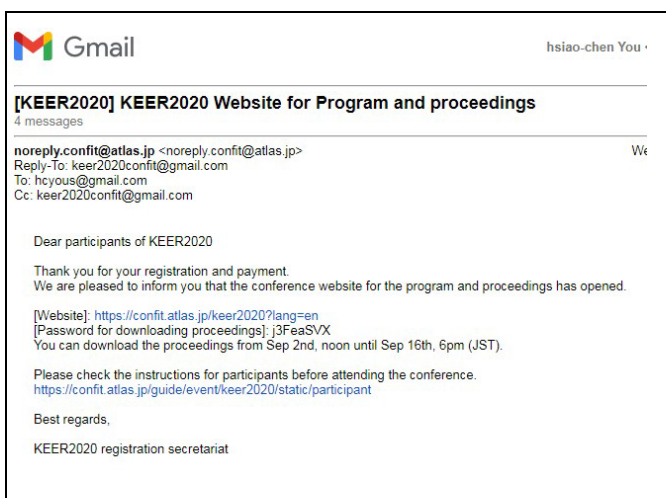 Gmail
hsiao-chen You
[KEER2020] KEER2020 Website for Program and proceedings
4 messages
noreply.confit@atlas.jp <noreply.confit@atlas.jp>
Reply-To: keer2020confit@gmail.com
To: hcyous@gmail.com
Cc: keer2020confit@gmail.com
Dear participants of KEER2020
Thank you for your registration and payment.
We are pleased to inform you that the conference website for the program and proceedings has opened.
[Website]: https://confit.atlas.jp/keer2020?lang=en
[Password for downloading proceedings]: j3FeaSVX
You can download the proceedings from Sep 2nd, noon until Sep 16th, 6pm (JST).
Please check the instructions for participants before attending the conference.
https://confit.atlas.jp/guide/event/keer2020/static/participant
Best regards,
KEER2020 registration secretariat